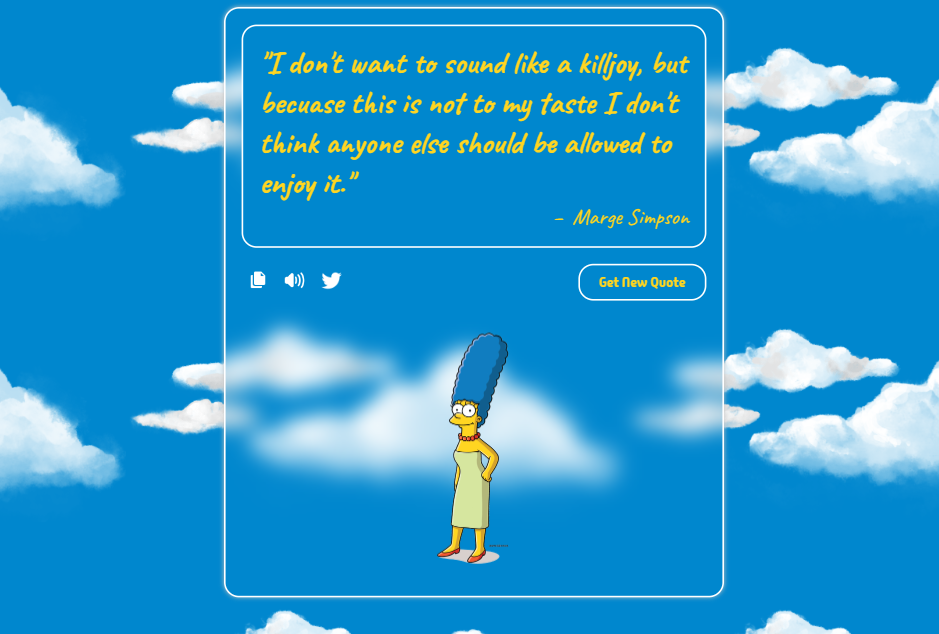 "I don't want to sound like a killjoy, but
becuase this is not to my taste I don't
think anyone else should be allowed to
enjoy it."
– Marge Simpson
Get New Quote